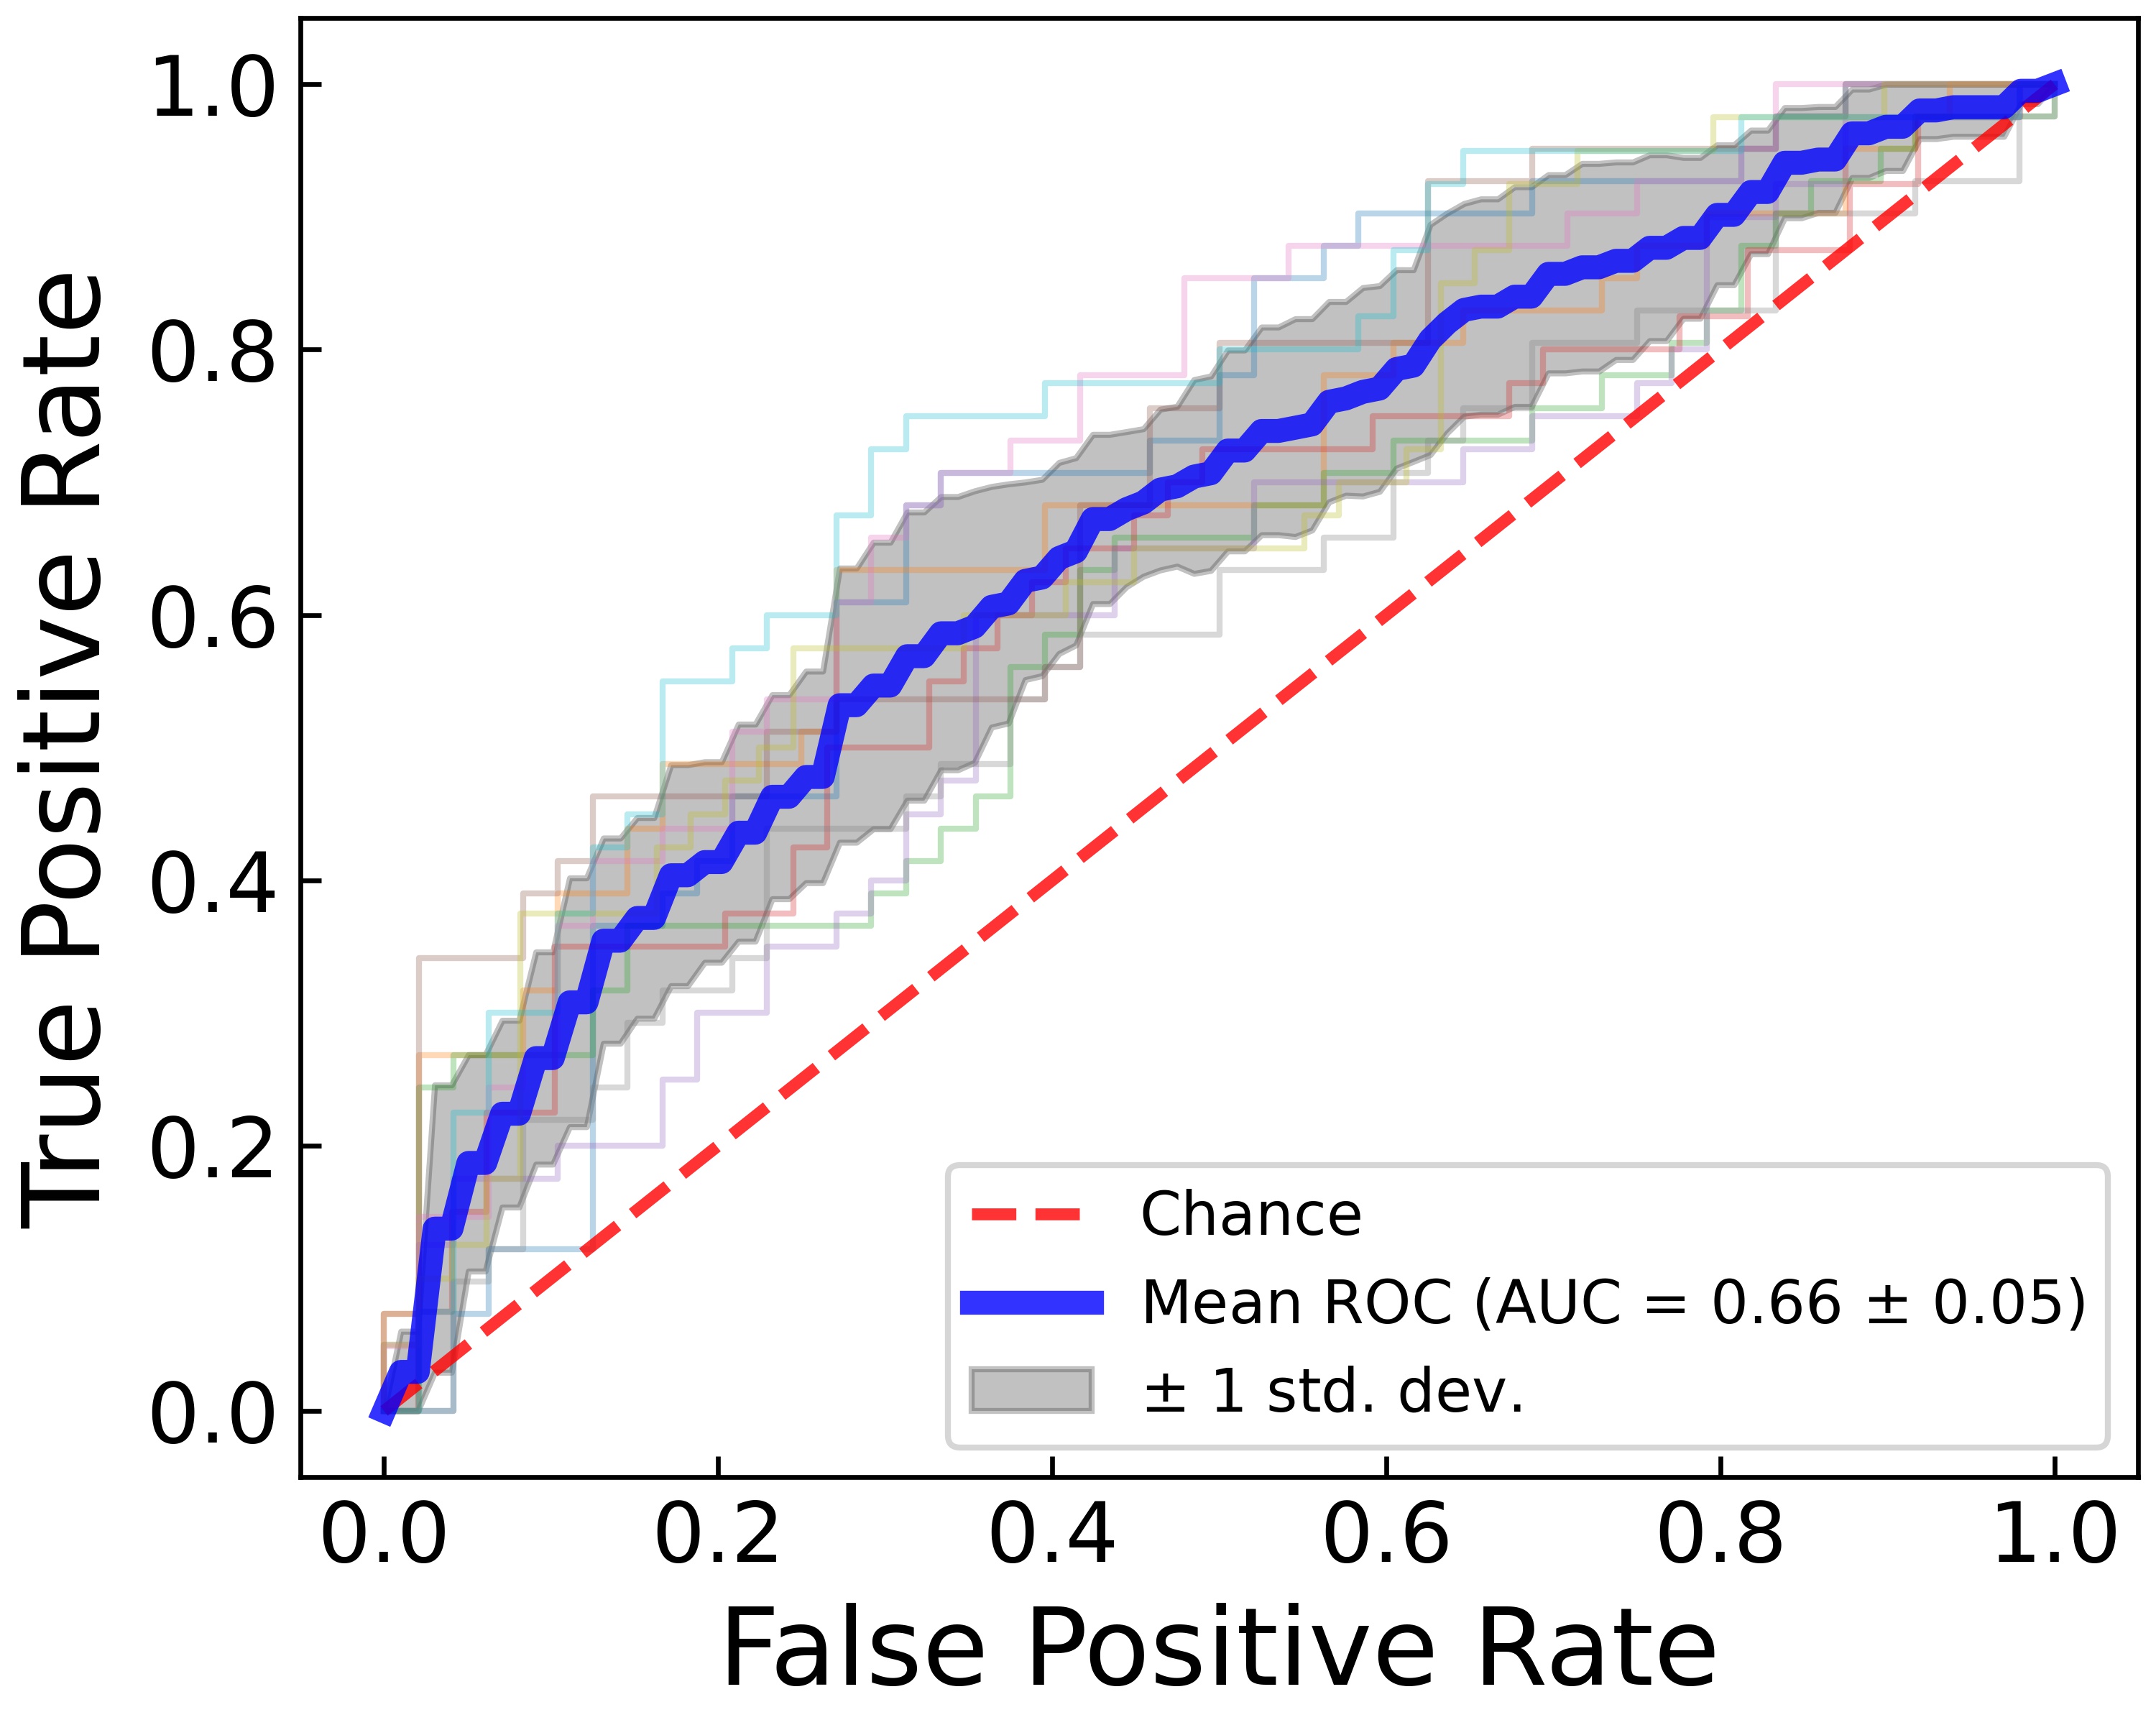 True Positive Rate
1.0
0.8
0.6
0.4
0.2
0.0
Chance
Mean ROC (AUC = 0.66 ± 0.05)
± 1 std. dev.
0.0 0.2 0.4 0.6 0.8 1.0
False Positive Rate